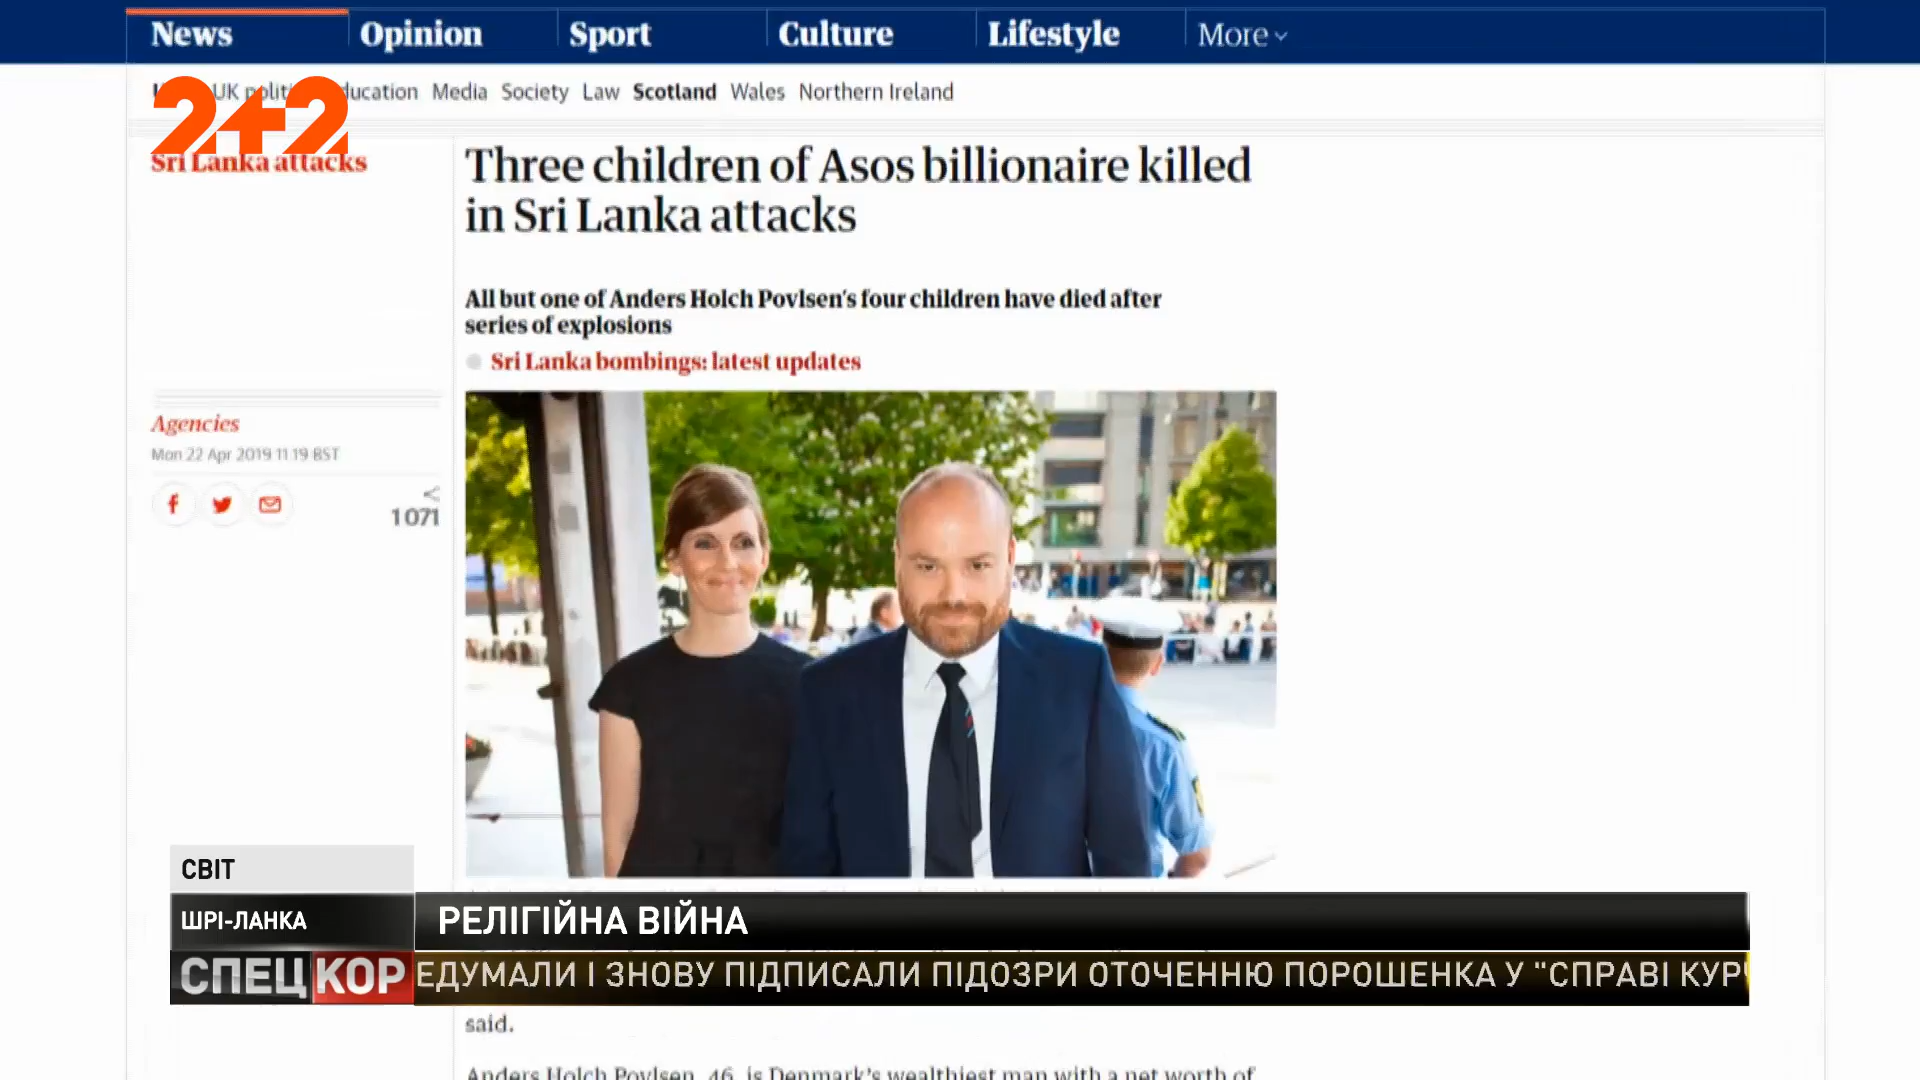 News Opinion Sport Culture Lifestyle More
UK Media Society Law Scotland Wales Northern Ireland
2+2
Sri Lanka attacks
Three children of Asos billionaire killed
in Sri Lanka attacks
All but one of Anders Holch Povlsen's four children have died after
series of explosions
Sri Lanka bombings: latest updates
Agencies
Mon 22 Apr 2019 11.19 BST
1071
СВІТ
ШРІ-ЛАНКА
РЕЛІГІЙНА ВІЙНА
СПЕЦКОР
ЕДУМАЛИ І ЗНОВУ ПІДПИСАЛИ ПІДОЗРИ ОТОЧЕННЮ ПОРОШЕНКА У "СПРАВІ КУР
said.
Anders Holch Povlsen, 46, is Denmark's wealthiest man with a net worth of